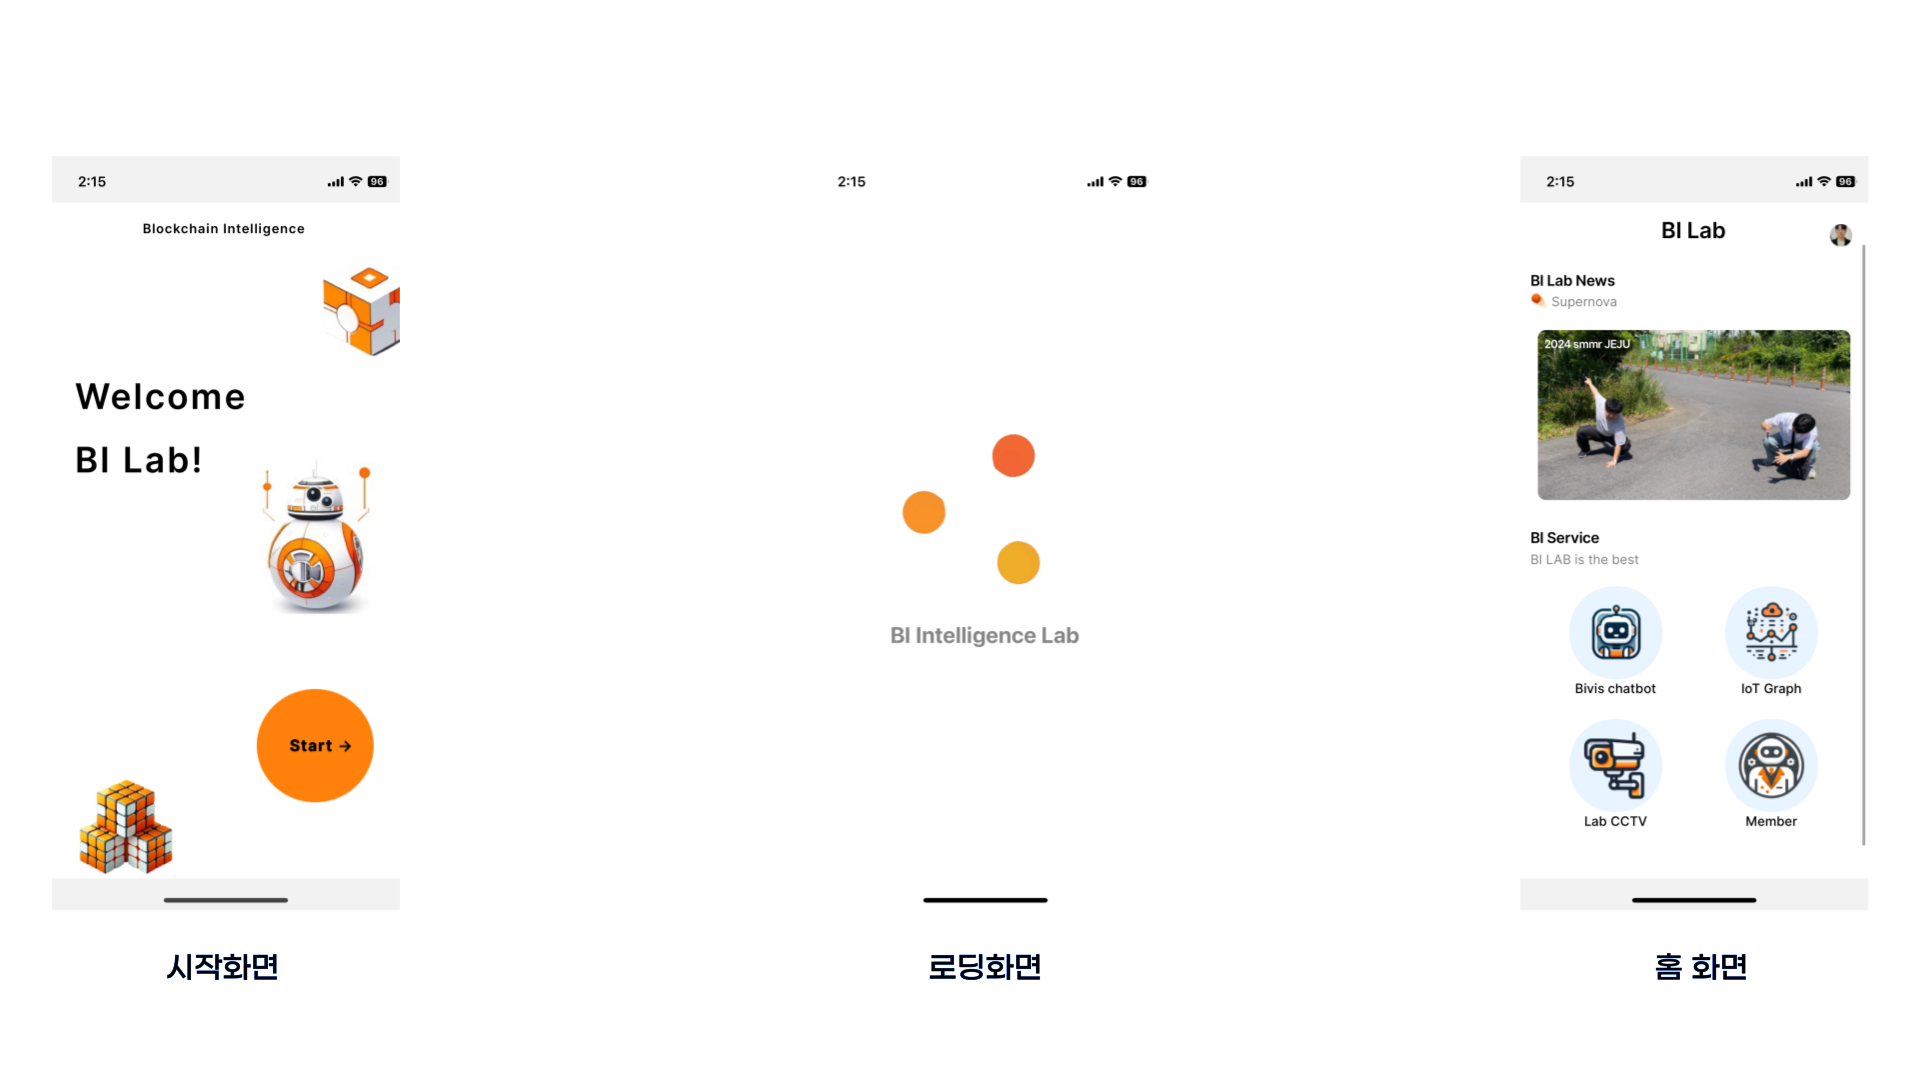 2:15
96
Blockchain Intelligence
Welcome
BI Lab!
Start →
시작화면
2:15
96
BI Intelligence Lab
로딩화면
2:15
96
BI Lab
BI Lab News
Supernova
2024 smmr JEJU
BI Service
BI LAB is the best
Bivis chatbot
IoT Graph
Lab CCTV
Member
홈 화면